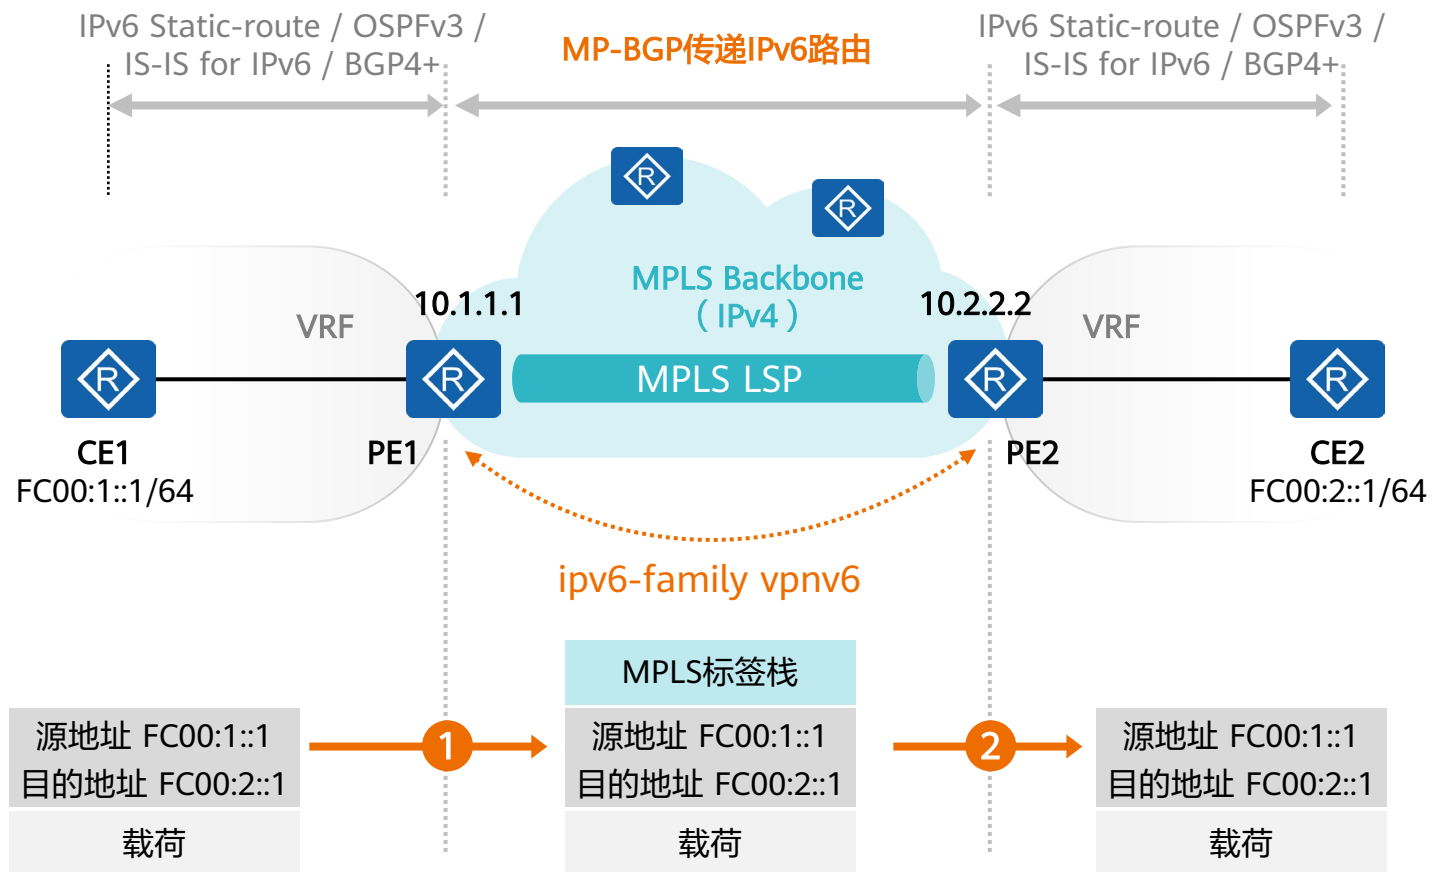 IPv6 Static-route / OSPFv3 /
IS-IS for IPv6 / BGP4+
MP-BGP传递IPv6路由
IPv6 Static-route / OSPFv3 /
IS-IS for IPv6 / BGP4+
R
R
MPLS Backbone
（IPv4）
10.1.1.1
10.2.2.2
VRF
VRF
R
R
MPLS LSP
R
R
CE1
FC00:1::1/64
PE1
PE2
CE2
FC00:2::1/64
ipv6-family vpnv6
MPLS标签栈
源地址 FC00:1::1
目的地址 FC00:2::1
载荷
1
源地址 FC00:1::1
目的地址 FC00:2::1
载荷
2
源地址 FC00:1::1
目的地址 FC00:2::1
载荷